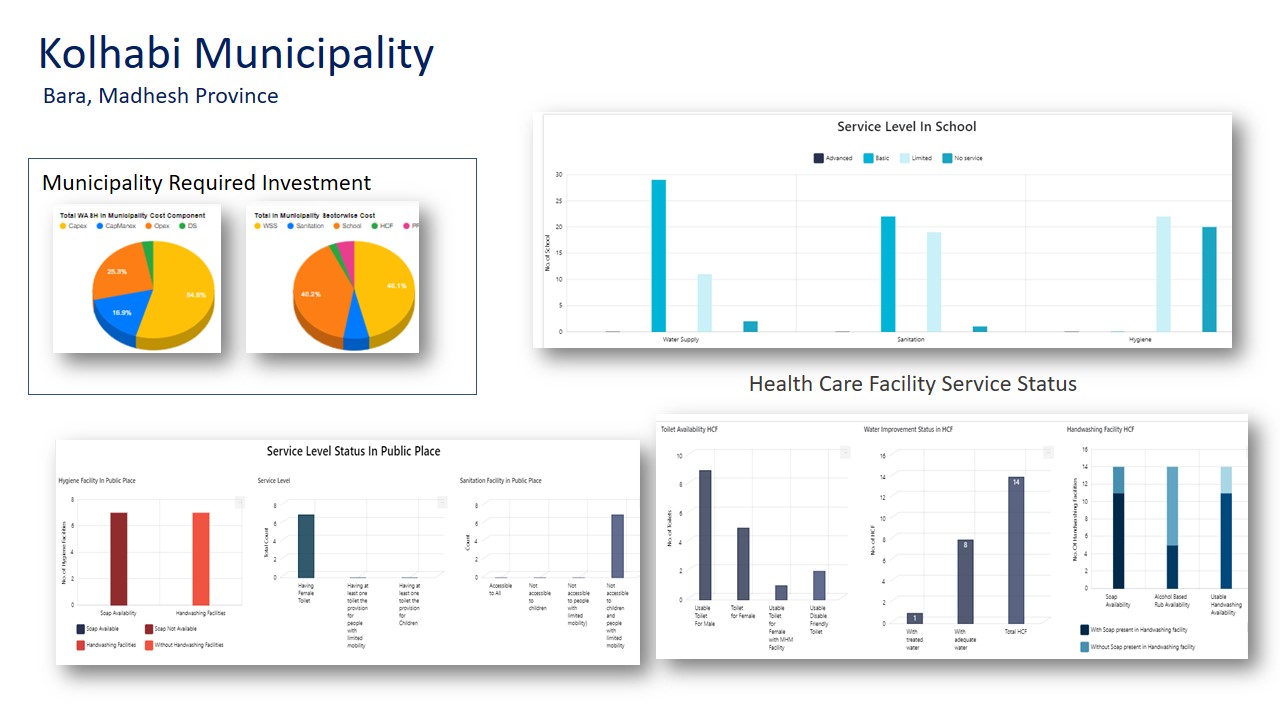 Kolhabi Municipality
Bara, Madhesh Province
Municipality Required Investment
Total WASH in Municipality Cost Component
Capex CapManex Opex DS
25.3%
54.8%
16.9%
Total in Municipality Sectorwise Cost
WSS Sanitation School HCF
46.2%
46.1%
Service Level In School
Advanced Basic Limited No service
No. of School
30
25
20
15
10
5
0
Water Supply Sanitation Hygiene
Health Care Facility Service Status
Service Level Status In Public Place
Hygiene Facility In Public Place
No. of Hygiene Facilities
8
6
4
2
0
Soap Availability Handwashing Facilities
Soap Available Soap Not Available
Handwashing Facilities Without Handwashing Facilities
Service Level
Total Count
8
6
4
2
0
Having
Female
Toilet
Having at
least one
toilet the
provision
for
people
with
limited
mobility
Having at
least one
toilet the
provision
for
Children
Sanitation Facility in Public Place
Count
8
6
4
2
0
Accessible
to All
Not
accessible
to
children
Not
accessible
to people
with
limited
mobility)
Not
accessible
to
children
and
people
with
limited
mobility
Toilet Availability HCF
No. of Toilets
10
8
6
4
2
0
Usable
Toilet
For Male
Toilet
for Female
Usable
Toilet
for
Female
with MHM
Facility
Usable
Disable
Friendly
Toilet
Water Improvement Status in HCF
No. of HCF
16
14
12
10
8
6
4
2
0
1
8
14
With
treated
water
With
adequate
water
Total HCF
Handwashing Facility HCF
No. Of Handwashing Facilities
16
14
12
10
8
6
4
2
0
Soap
Availability
Alcohol Based
Rub Availability
Usable
Handwashing
Availability
With Soap present in Handwashing facility
Without Soap present in Handwashing facility